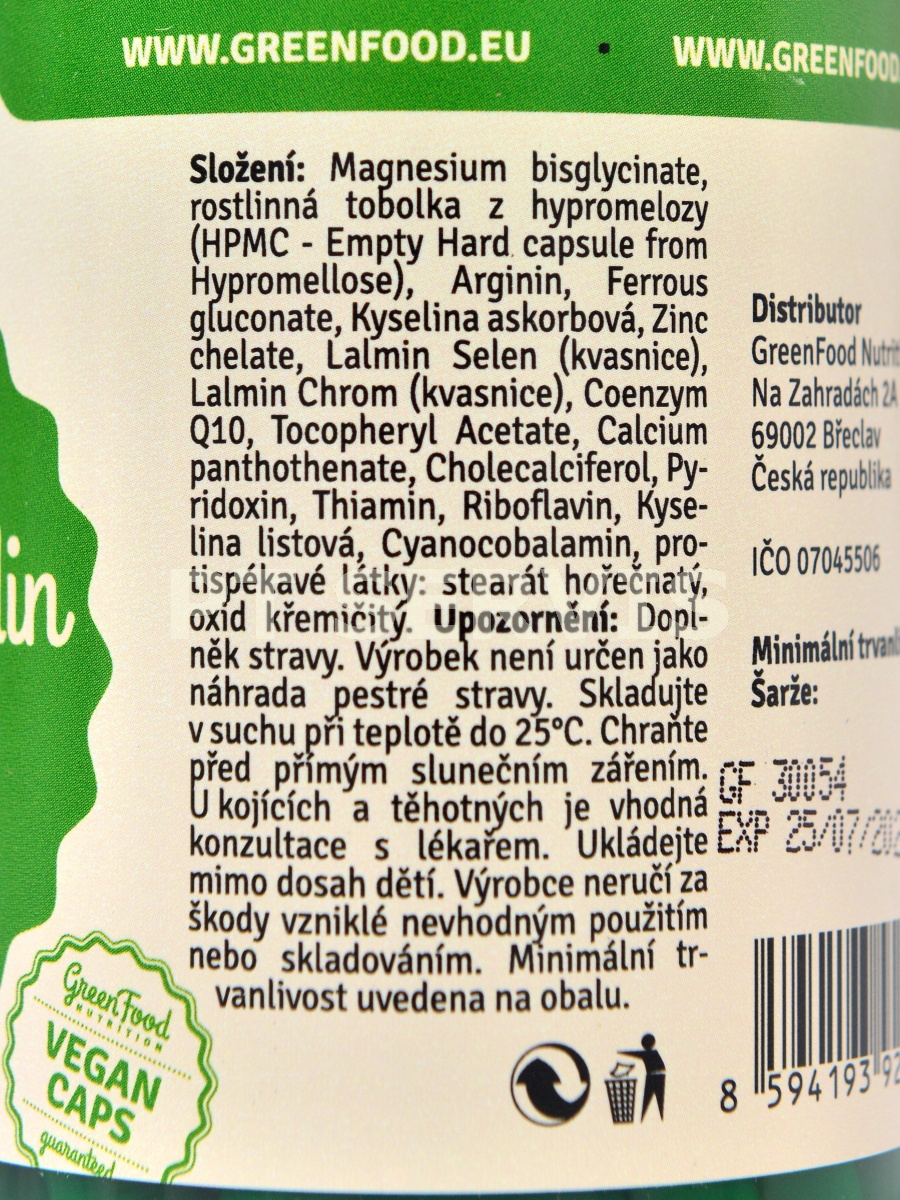 WWW.GREENFOOD.EU • WWW.GREENFOOD
Složení: Magnesium bisglycinate,
rostlinná tobolka z hypromelozy
(HPMC - Empty Hard capsule from
Hypromellose), Arginin, Ferrous
gluconate, Kyselina askorbová, Zinc
chelate, Lalmin Selen (kvasnice),
Lalmin Chrom (kvasnice), Coenzym
Q10, Tocopheryl Acetate, Calcium
panthothenate, Cholecalciferol, Py-
ridoxin, Thiamin, Riboflavin, Kyse-
lina listová, Cyanocobalamin, pro-
tispékavé látky: stearát hořečnatý,
oxid křemičitý. Upozornění: Dopl-
něk stravy. Výrobek není určen jako
náhrada pestré stravy. Skladujte
v suchu při teplotě do 25°C. Chraňte
před přímým slunečním zářením.
U kojících a těhotných je vhodná
konzultace s lékařem. Ukládejte
mimo dosah dětí. Výrobce neručí za
škody vzniklé nevhodným použitím
nebo skladováním. Minimální tr-
vanlivost uvedena na obalu.
Distributor
GreenFood Nutrit
Na Zahradách 2A
69002 Břeclav
Česká republika
IČO 07045506
Minimální trvanli
Šarže:
GF 30054
EXP 25/07/202
8 594193 92
lin
GreenFood
NUTRITION
VEGAN
CAPS
guaranteed